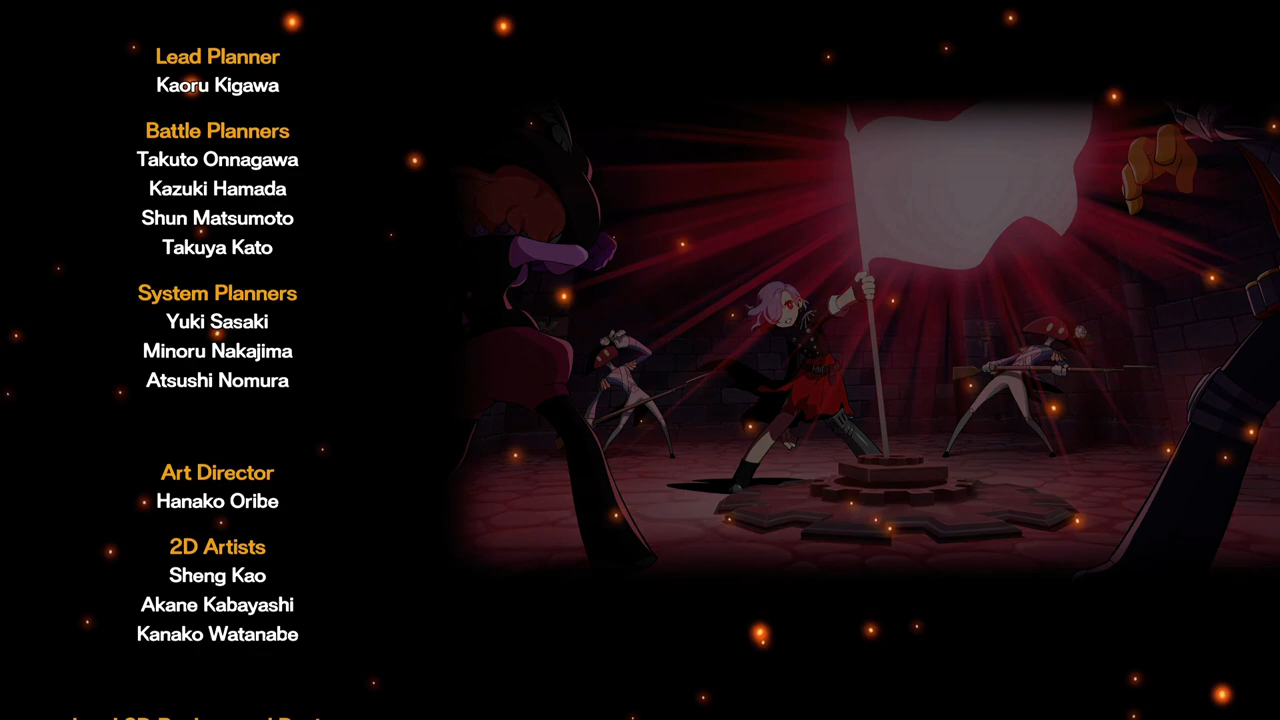 Lead Planner
Kaoru Kigawa
Battle Planners
Takuto Onnagawa
Kazuki Hamada
Shun Matsumoto
Takuya Kato
System Planners
Yuki Sasaki
Minoru Nakajima
Atsushi Nomura
Art Director
Hanako Oribe
2D Artists
Sheng Kao
Akane Kabayashi
Kanako Watanabe